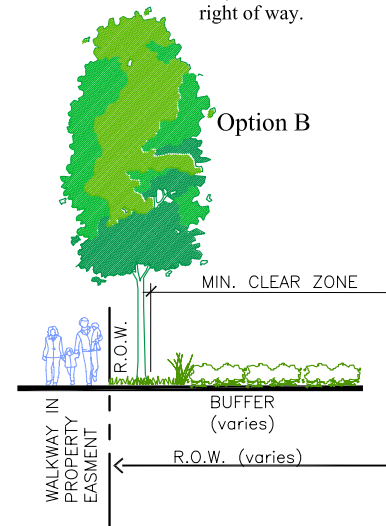 right of way.
Option B
MIN. CLEAR ZONE
R.O.W.
BUFFER
(varies)
R.O.W. (varies)
WALKWAY IN
PROPERTY
EASMENT